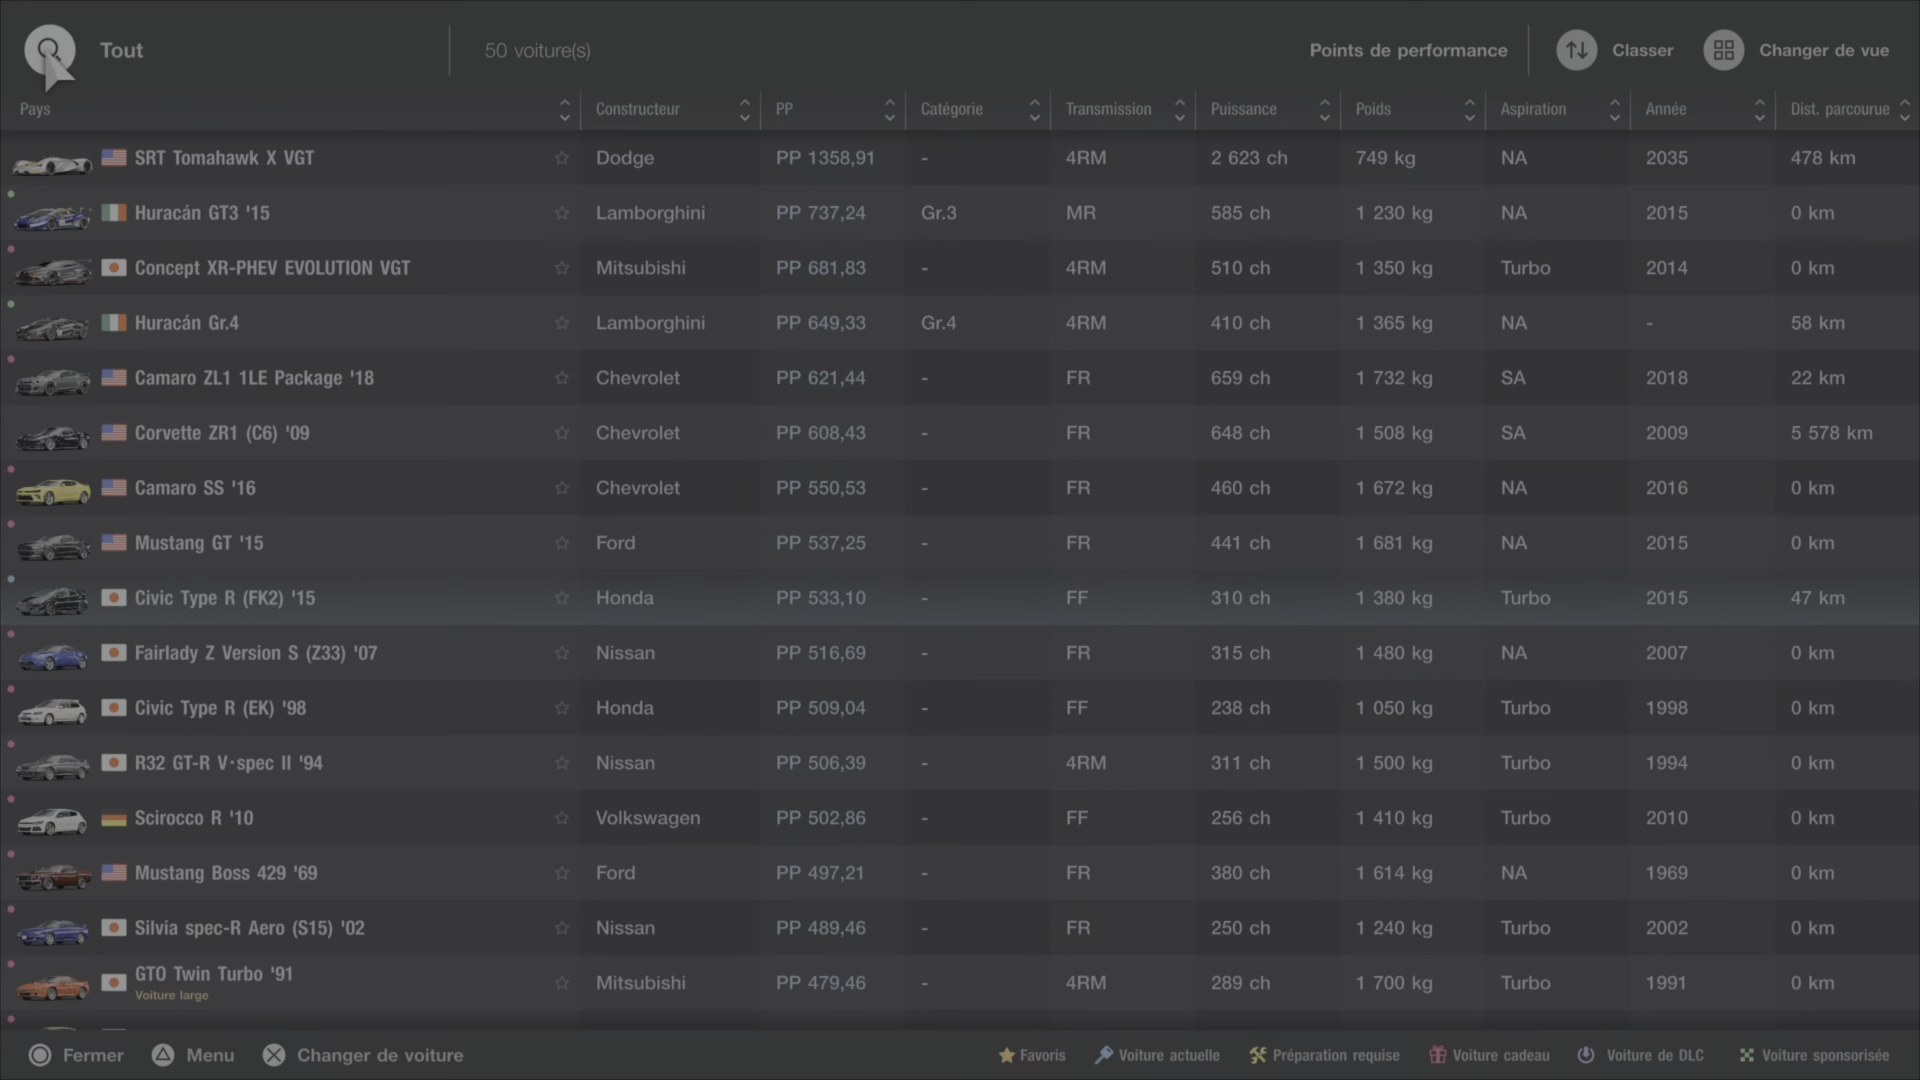 Tout 50 voiture(s) Points de performance Classer Changer de vue
Pays Constructeur PP Catégorie Transmission Puissance Poids Aspiration Année Dist. parcourue
SRT Tomahawk X VGT Dodge PP 1358,91 - 4RM 2 623 ch 749 kg NA 2035 478 km
Huracán GT3 '15 Lamborghini PP 737,24 Gr.3 MR 585 ch 1 230 kg NA 2015 0 km
Concept XR-PHEV EVOLUTION VGT Mitsubishi PP 681,83 - 4RM 510 ch 1 350 kg Turbo 2014 0 km
Huracán Gr.4 Lamborghini PP 649,33 Gr.4 4RM 410 ch 1 365 kg NA - 58 km
Camaro ZL1 1LE Package '18 Chevrolet PP 621,44 - FR 659 ch 1 732 kg SA 2018 22 km
Corvette ZR1 (C6) '09 Chevrolet PP 608,43 - FR 648 ch 1 508 kg SA 2009 5 578 km
Camaro SS '16 Chevrolet PP 550,53 - FR 460 ch 1 672 kg NA 2016 0 km
Mustang GT '15 Ford PP 537,25 - FR 441 ch 1 681 kg NA 2015 0 km
Civic Type R (FK2) '15 Honda PP 533,10 - FF 310 ch 1 380 kg Turbo 2015 47 km
Fairlady Z Version S (Z33) '07 Nissan PP 516,69 - FR 315 ch 1 480 kg NA 2007 0 km
Civic Type R (EK) '98 Honda PP 509,04 - FF 238 ch 1 050 kg Turbo 1998 0 km
R32 GT-R V·spec II '94 Nissan PP 506,39 - 4RM 311 ch 1 500 kg Turbo 1994 0 km
Scirocco R '10 Volkswagen PP 502,86 - FF 256 ch 1 410 kg Turbo 2010 0 km
Mustang Boss 429 '69 Ford PP 497,21 - FR 380 ch 1 614 kg NA 1969 0 km
Silvia spec-R Aero (S15) '02 Nissan PP 489,46 - FR 250 ch 1 240 kg Turbo 2002 0 km
GTO Twin Turbo '91 Mitsubishi PP 479,46 - 4RM 289 ch 1 700 kg Turbo 1991 0 km
Voiture large
Fermer Menu Changer de voiture Favoris Voiture actuelle Préparation requise Voiture cadeau Voiture de DLC Voiture sponsorisée